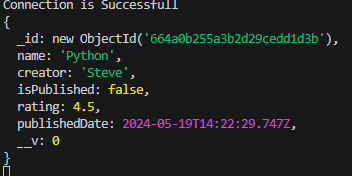 Connection is Successfull
{
  _id: new ObjectId('664a0b255a3b2d29cedd1d3b'),
  name: 'Python',
  creator: 'Steve',
  isPublished: false,
  rating: 4.5,
  publishedDate: 2024-05-19T14:22:29.747Z,
  __v: 0
}